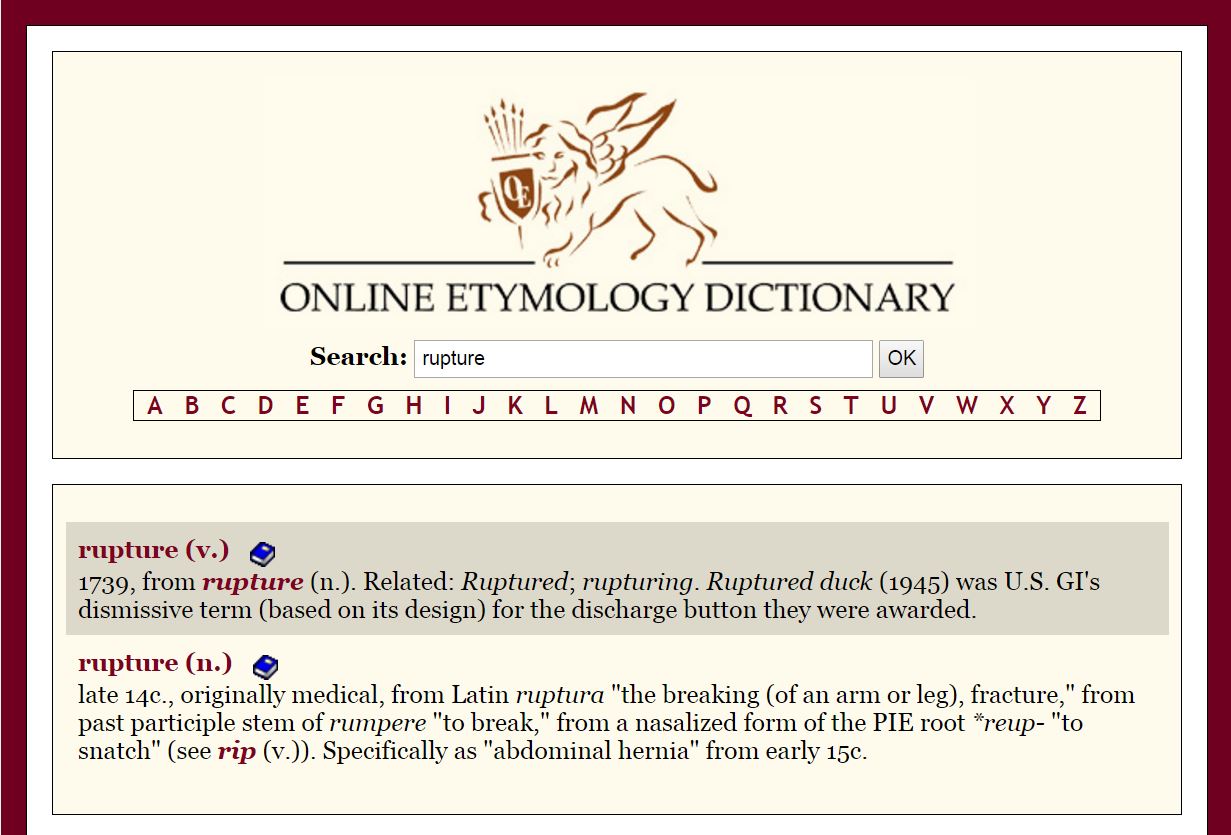 OE
ONLINE ETYMOLOGY DICTIONARY
Search: rupture OK
A B C D E F G H I J K L M N O P Q R S T U V W X Y Z
rupture (v.)
1739, from rupture (n.). Related: Ruptured; rupturing. Ruptured duck (1945) was U.S. GI's
dismissive term (based on its design) for the discharge button they were awarded.
rupture (n.)
late 14c., originally medical, from Latin ruptura "the breaking (of an arm or leg), fracture," from
past participle stem of rumpere "to break," from a nasalized form of the PIE root *reup- "to
snatch" (see rip (v.)). Specifically as "abdominal hernia" from early 15c.